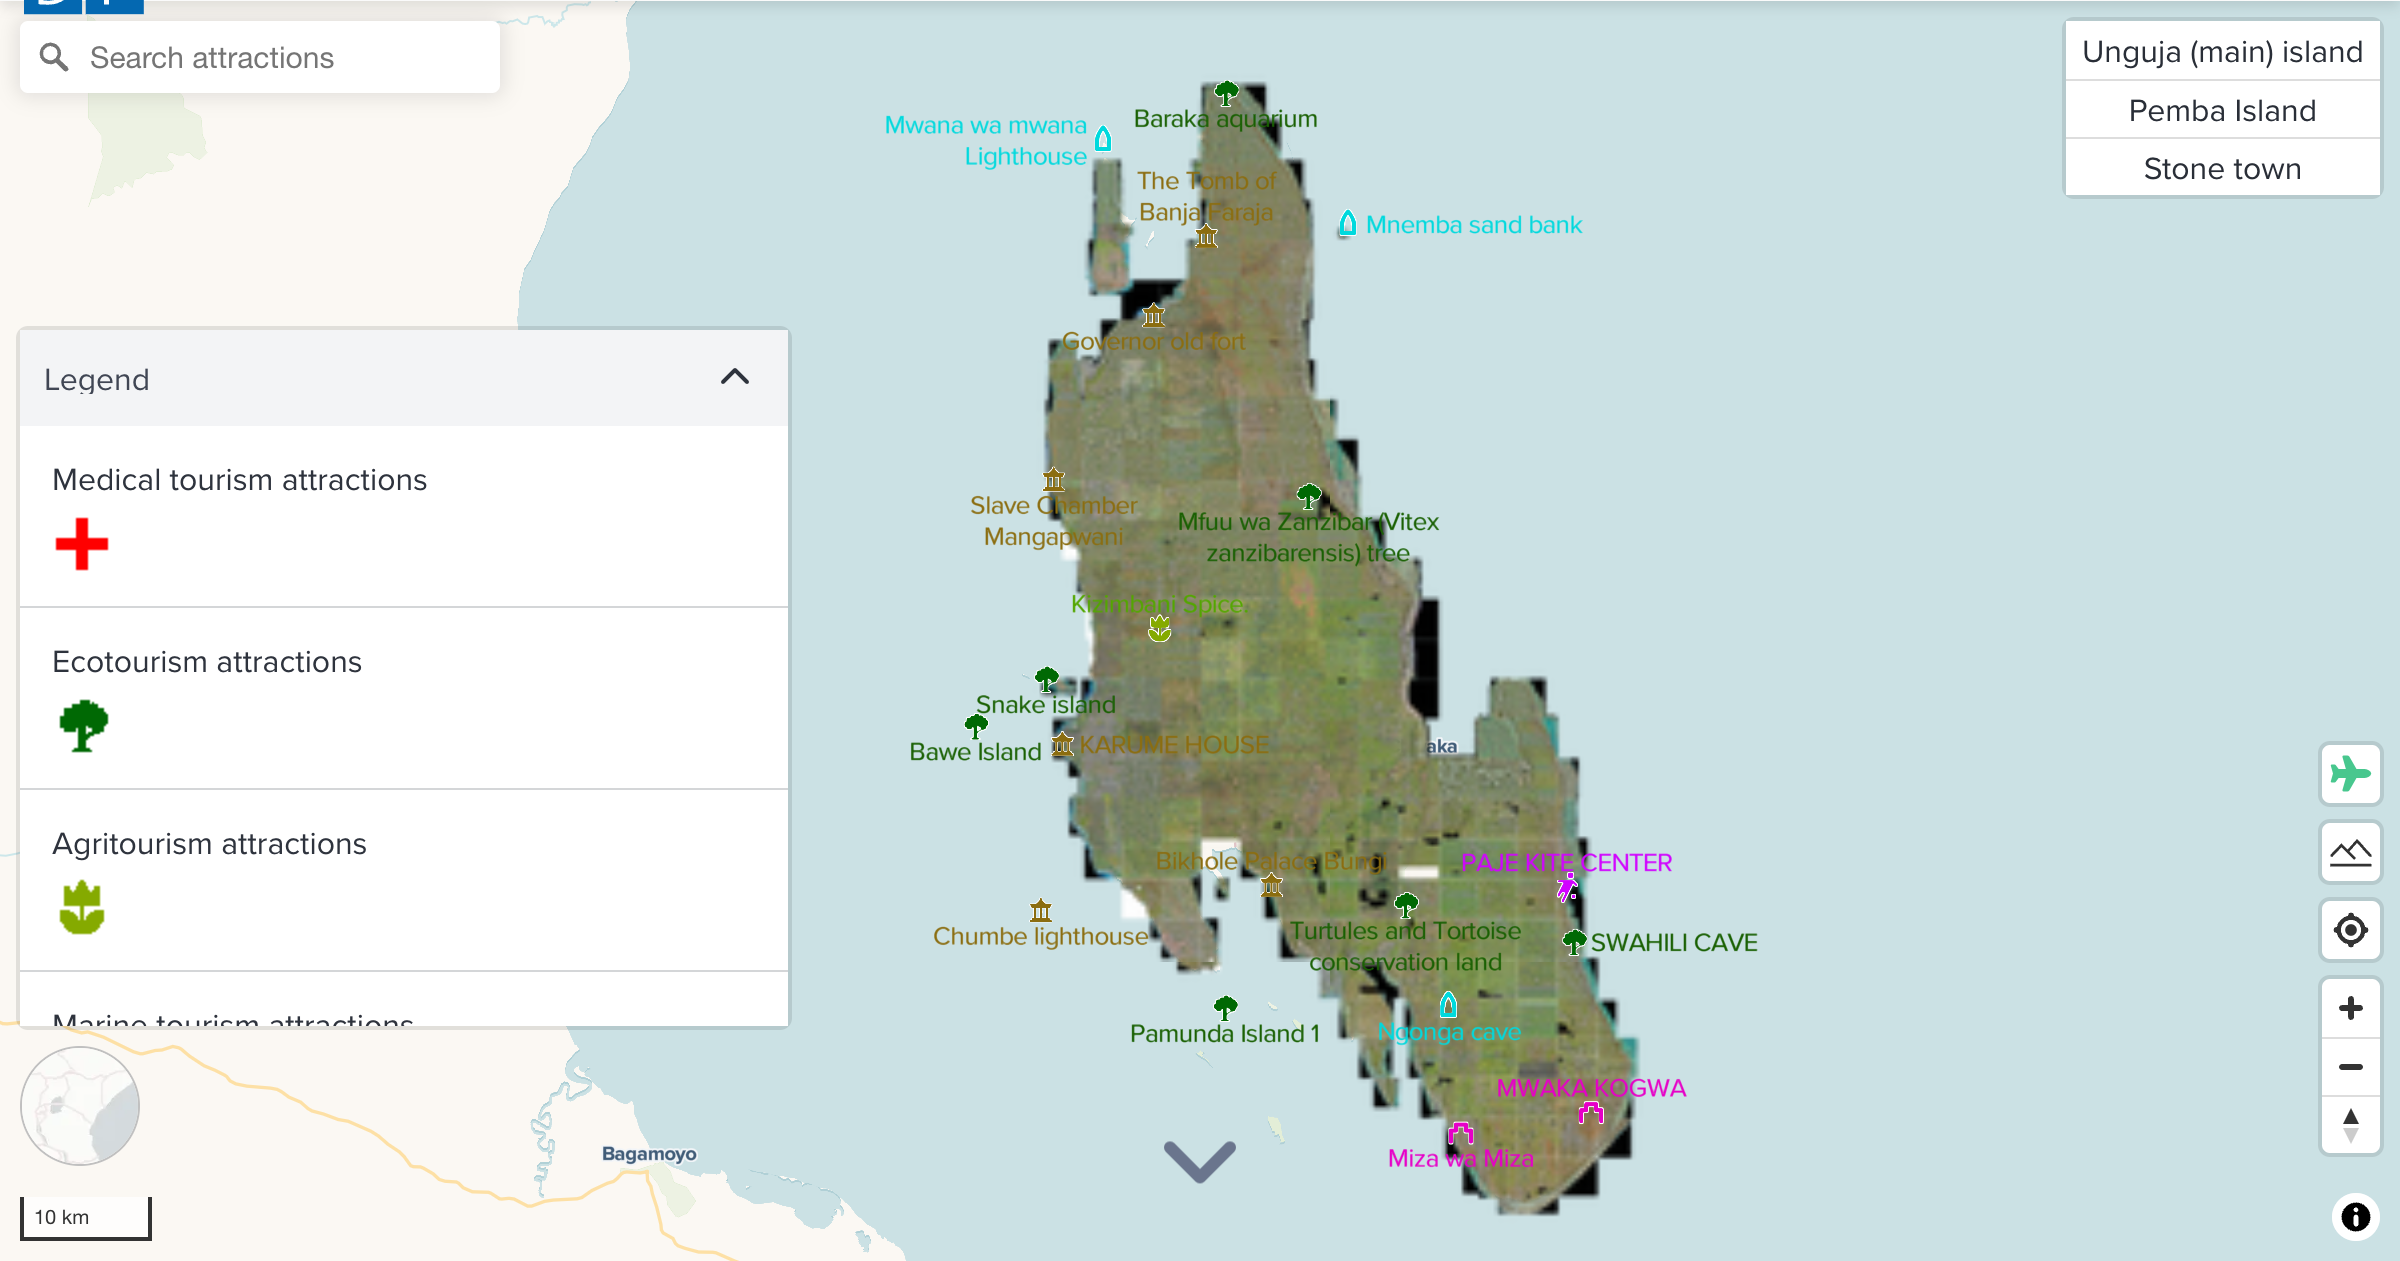 Search attractions
Unguja (main) island
Pemba Island
Stone town
Baraka aquarium
Mwana wa mwana
Lighthouse
The Tomb of
Banja Faraja
Mnemba sand bank
Governor old fort
Legend
Medical tourism attractions
Ecotourism attractions
Agritourism attractions
Marine tourism attractions
Slave Chamber
Mangapwani
Mfuu wa Zanzibar (Vitex
zanzibarensis) tree
Kizimbani Spice
Snake island
Bawe Island
KARUME HOUSE
aka
Bikhole Palace Bungi
PAJE KITE CENTER
Chumbe lighthouse
Turtules and Tortoise
conservation land
SWAHILI CAVE
Pamunda Island 1
Ngonga cave
MWAKA KOGWA
Miza wa Miza
Bagamoyo
10 km